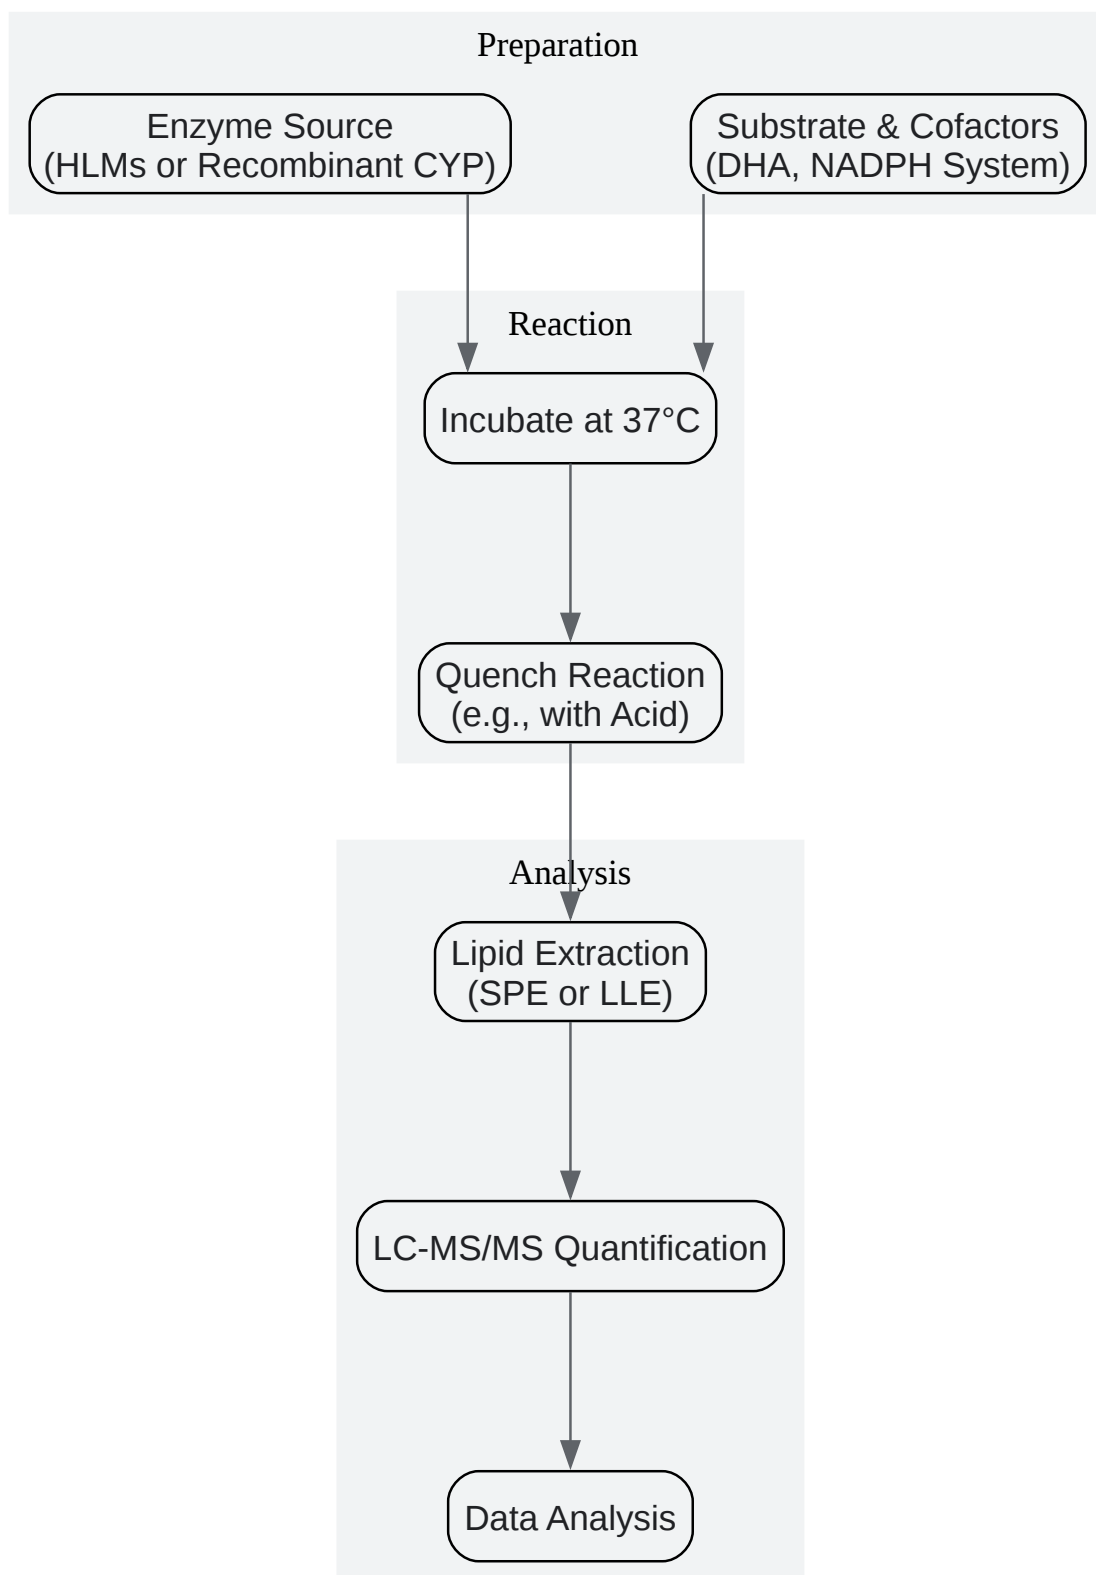 Preparation
Enzyme Source
(HLMs or Recombinant CYP)
Substrate & Cofactors
(DHA, NADPH System)
Reaction
Incubate at 37°C
Quench Reaction
(e.g., with Acid)
Analysis
Lipid Extraction
(SPE or LLE)
LC-MS/MS Quantification
Data Analysis